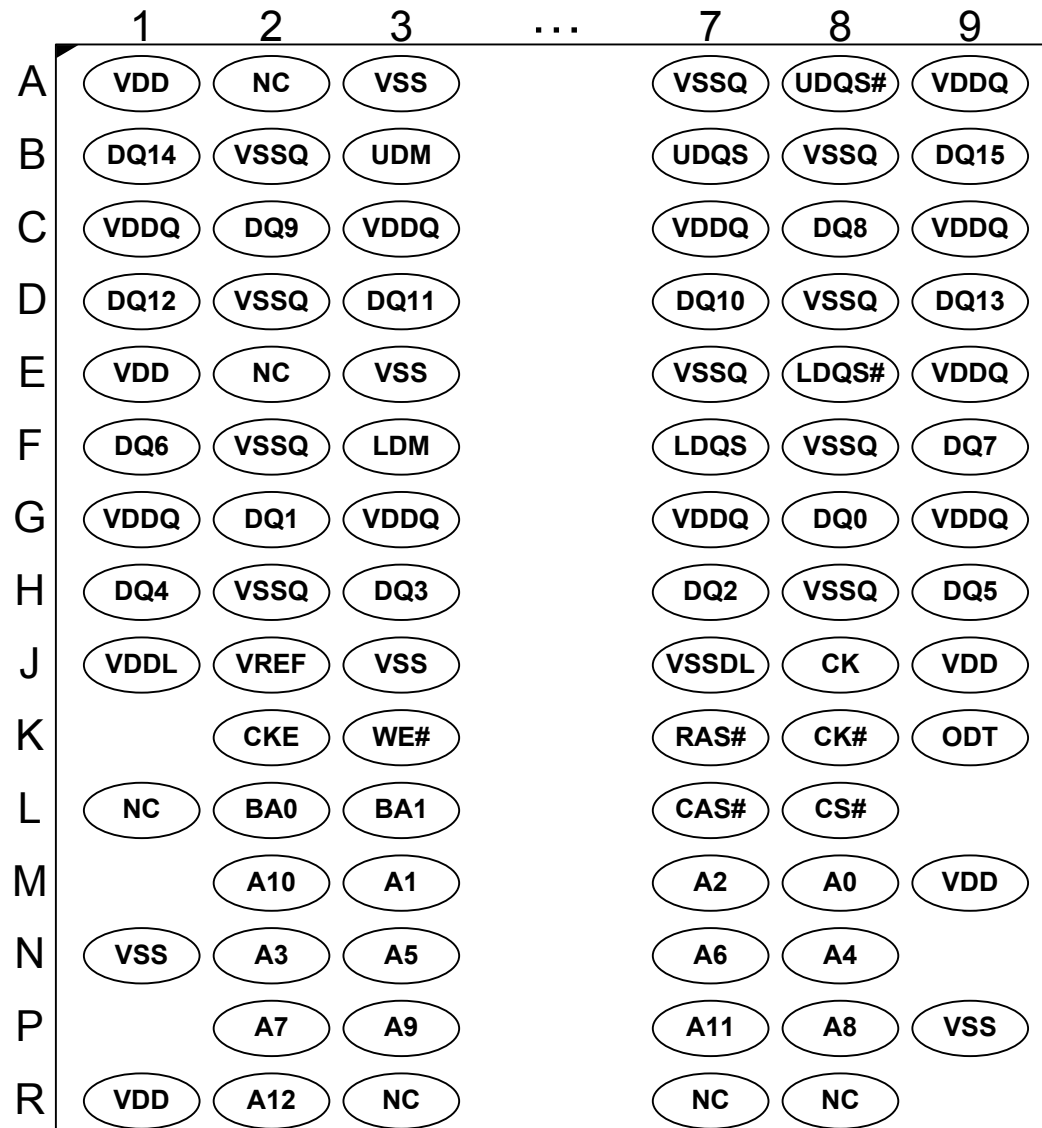 1 2 3 ... 7 8 9
A VDD NC VSS VSSQ UDQS# VDDQ
B DQ14 VSSQ UDM UDQS VSSQ DQ15
C VDDQ DQ9 VDDQ VDDQ DQ8 VDDQ
D DQ12 VSSQ DQ11 DQ10 VSSQ DQ13
E VDD NC VSS VSSQ LDQS# VDDQ
F DQ6 VSSQ LDM LDQS VSSQ DQ7
G VDDQ DQ1 VDDQ VDDQ DQ0 VDDQ
H DQ4 VSSQ DQ3 DQ2 VSSQ DQ5
J VDDL VREF VSS VSSDL CK VDD
K CKE WE# RAS# CK# ODT
L NC BA0 BA1 CAS# CS#
M A10 A1 A2 A0 VDD
N VSS A3 A5 A6 A4
P A7 A9 A11 A8 VSS
R VDD A12 NC NC NC